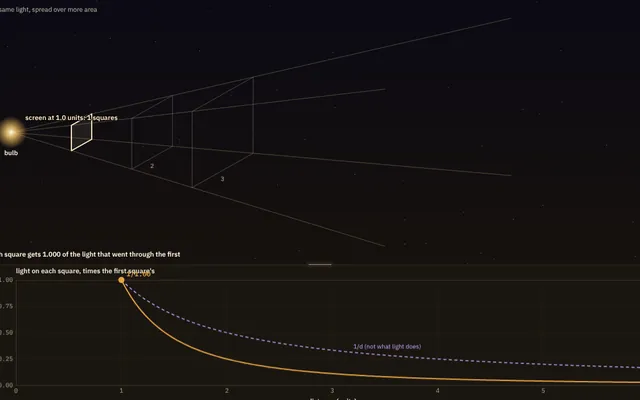 same light, spread over more area
screen at 1.0 units: 1 squares
bulb
2
3
h square gets 1.000 of the light that went through the first
light on each square, times the first square's
1.00
0.75
0.50
0.25
0.00
1/d (not what light does)
0
1
2
3
4
5